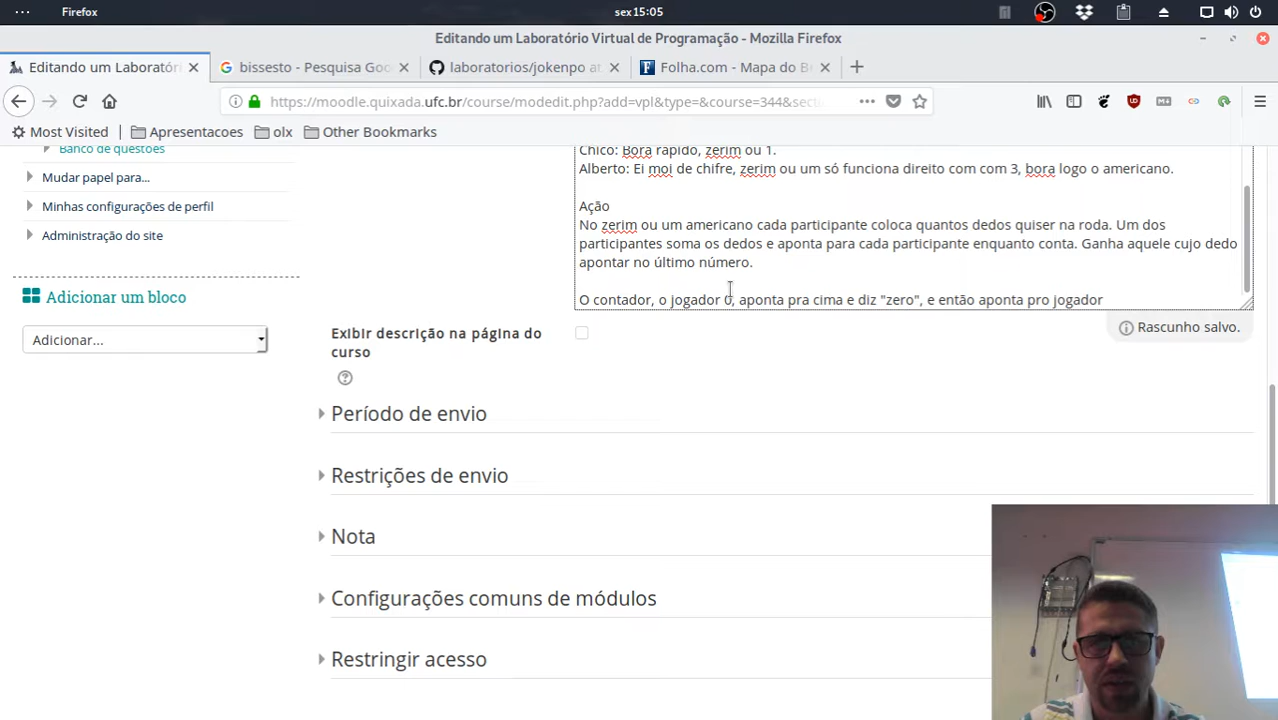 Firefox
sex 15:05
Editando um Laboratório Virtual de Programação - Mozilla Firefox
Editando um Laboratóri
bissesto - Pesquisa Goo
laboratorios/jokenpo at
Folha.com - Mapa do B
https://moodle.quixada.ufc.br/course/modedit.php?add=vpl&type=&course=344&secti
Most Visited
Apresentacoes
olx
Other Bookmarks
Banco de questões
Mudar papel para...
Minhas configurações de perfil
Administração do site
Adicionar um bloco
Adicionar...
Chico: Bora rapido, zerim ou 1.
Alberto: Ei moi de chifre, zerim ou um só funciona direito com com 3, bora logo o americano.
Ação
No zerim ou um americano cada participante coloca quantos dedos quiser na roda. Um dos
participantes soma os dedos e aponta para cada participante enquanto conta. Ganha aquele cujo dedo
apontar no último número.
O contador, o jogador 0, aponta pra cima e diz "zero", e então aponta pro jogador
Rascunho salvo.
Exibir descrição na página do
curso
Período de envio
Restrições de envio
Nota
Configurações comuns de módulos
Restringir acesso